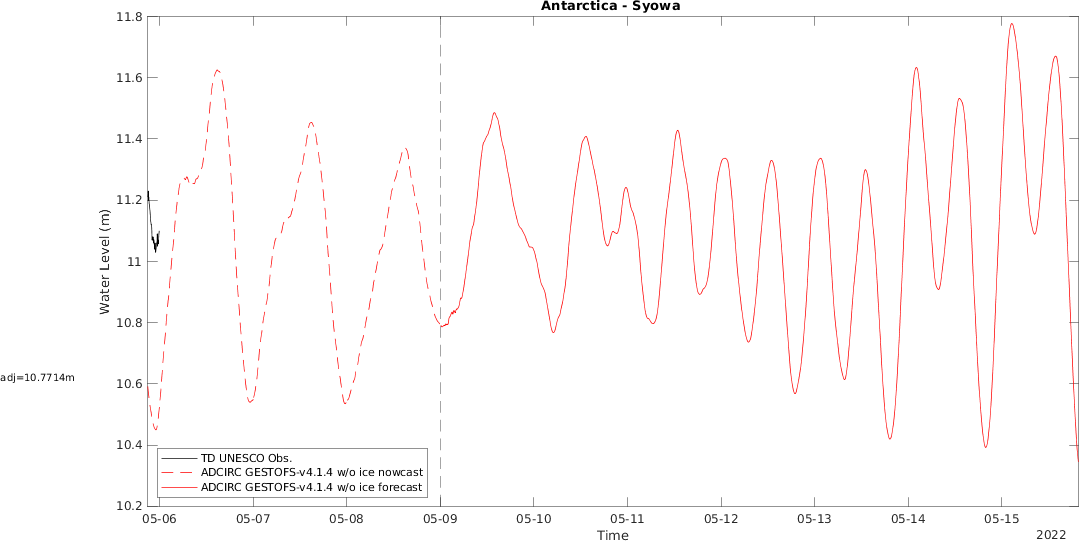 Antarctica - Syowa
11.8
11.6
11.4
11.2
11
10.8
10.6
10.4
10.2
Water Level (m)
adj=10.7714m
TD UNESCO Obs.
ADCIRC GESTOFS-v4.1.4 w/o ice nowcast
ADCIRC GESTOFS-v4.1.4 w/o ice forecast
05-06 05-07 05-08 05-09 05-10 05-11 05-12 05-13 05-14 05-15
Time
2022